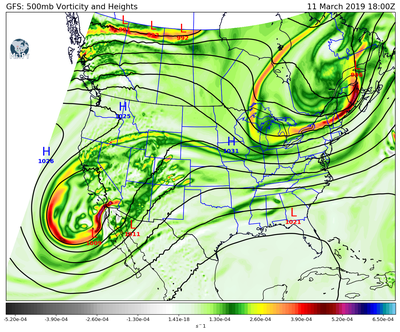 GFS: 500mb Vorticity and Heights 11 March 2019 18:00Z
H
1025
H
1031
H
1026
L
1021
-5.20e-04 -3.90e-04 -2.60e-04 -1.30e-04 1.41e-18 1.30e-04 2.60e-04 3.90e-04 5.20e-04 6.50e-04
s⁻¹